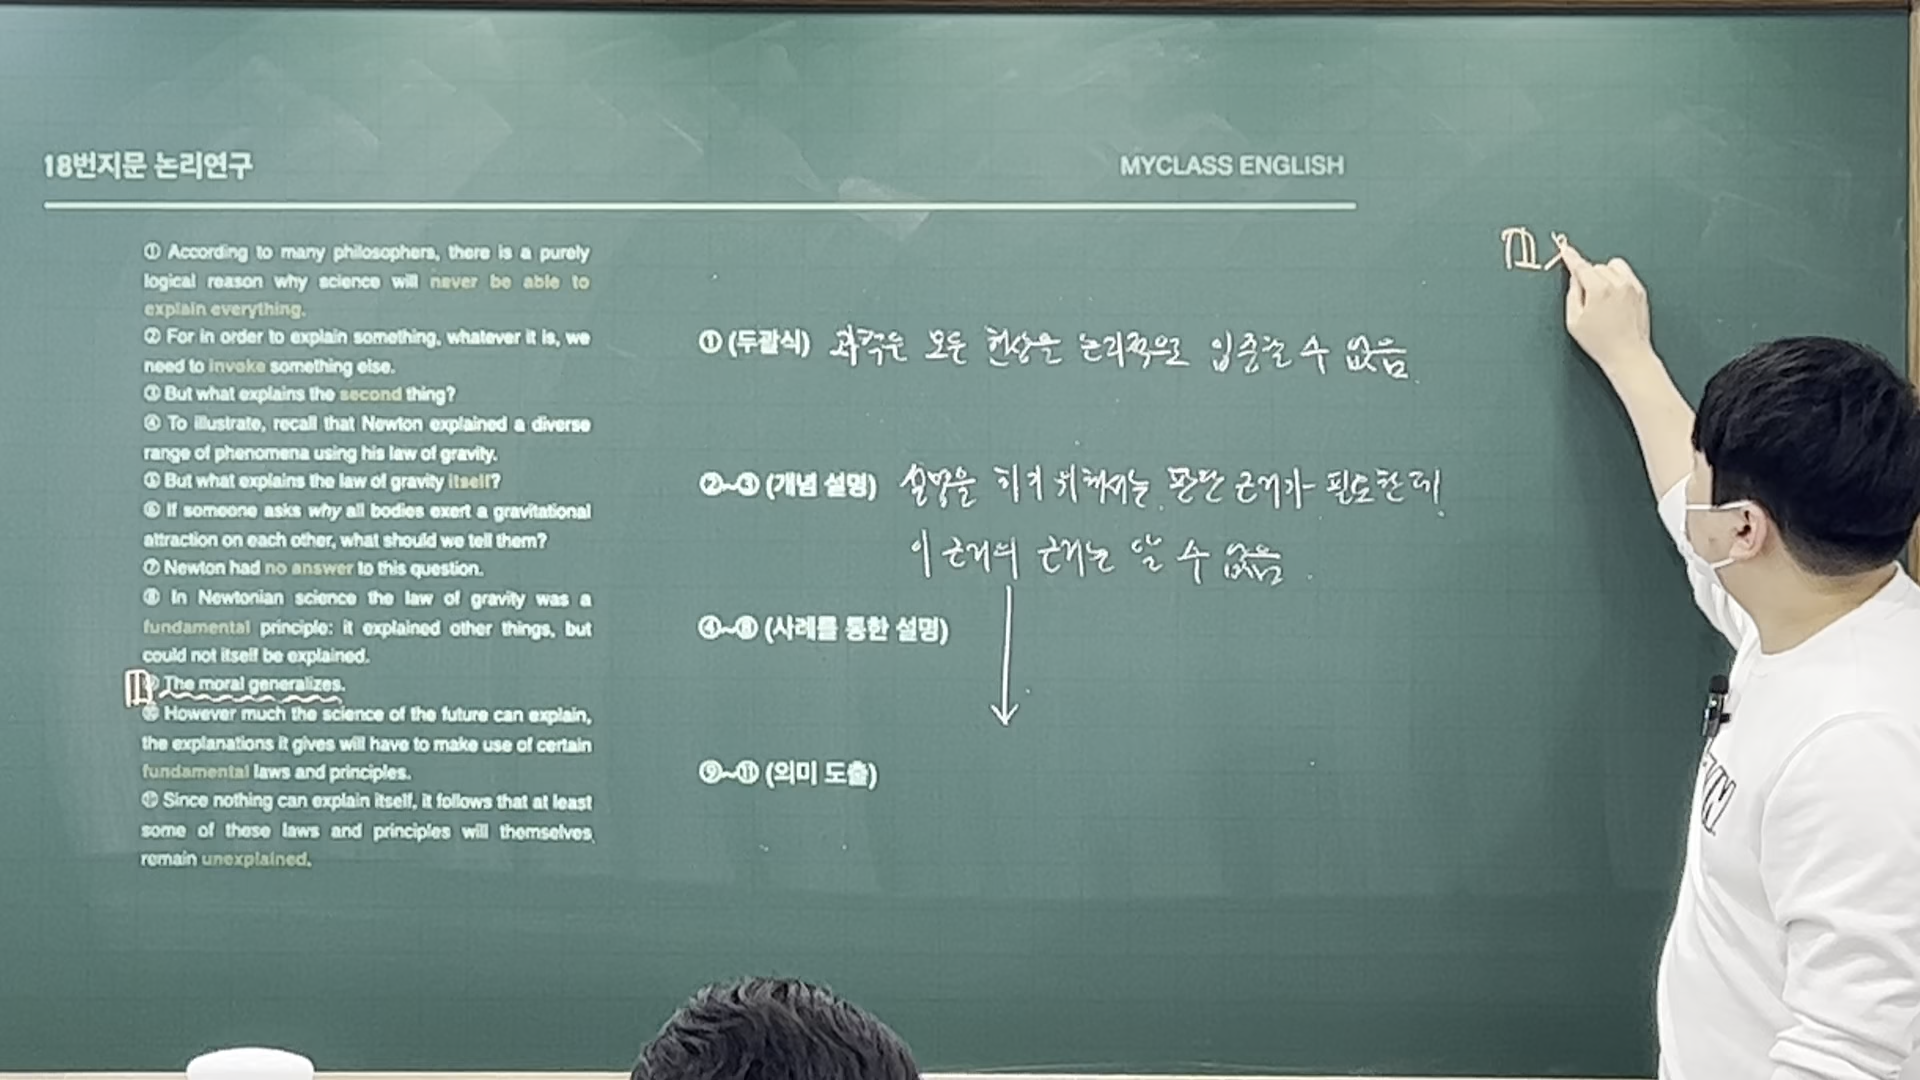 18번지문 논리연구
MYCLASS ENGLISH
① According to many philosophers, there is a purely
logical reason why science will never be able to
explain everything.
② For in order to explain something, whatever it is, we
need to invoke something else.
③ But what explains the second thing?
④ To illustrate, recall that Newton explained a diverse
range of phenomena using his law of gravity.
⑤ But what explains the law of gravity itself?
⑥ If someone asks why all bodies exert a gravitational
attraction on each other, what should we tell them?
⑦ Newton had no answer to this question.
⑧ In Newtonian science the law of gravity was a
fundamental principle: it explained other things, but
could not itself be explained.
The moral generalizes.
⑩ However much the science of the future can explain,
the explanations it gives will have to make use of certain
fundamental laws and principles.
⑪ Since nothing can explain itself, it follows that at least
some of these laws and principles will themselves
remain unexplained.
① (두괄식) 과학은 모든 현상을 논리적으로 입증할 수 없음.
②~③ (개념 설명) 설명을 하기 위해서는 판단 근거가 필요한데,
이 근거의 근거는 알 수 없음.
④~⑧ (사례를 통한 설명)
⑨~⑪ (의미 도출)